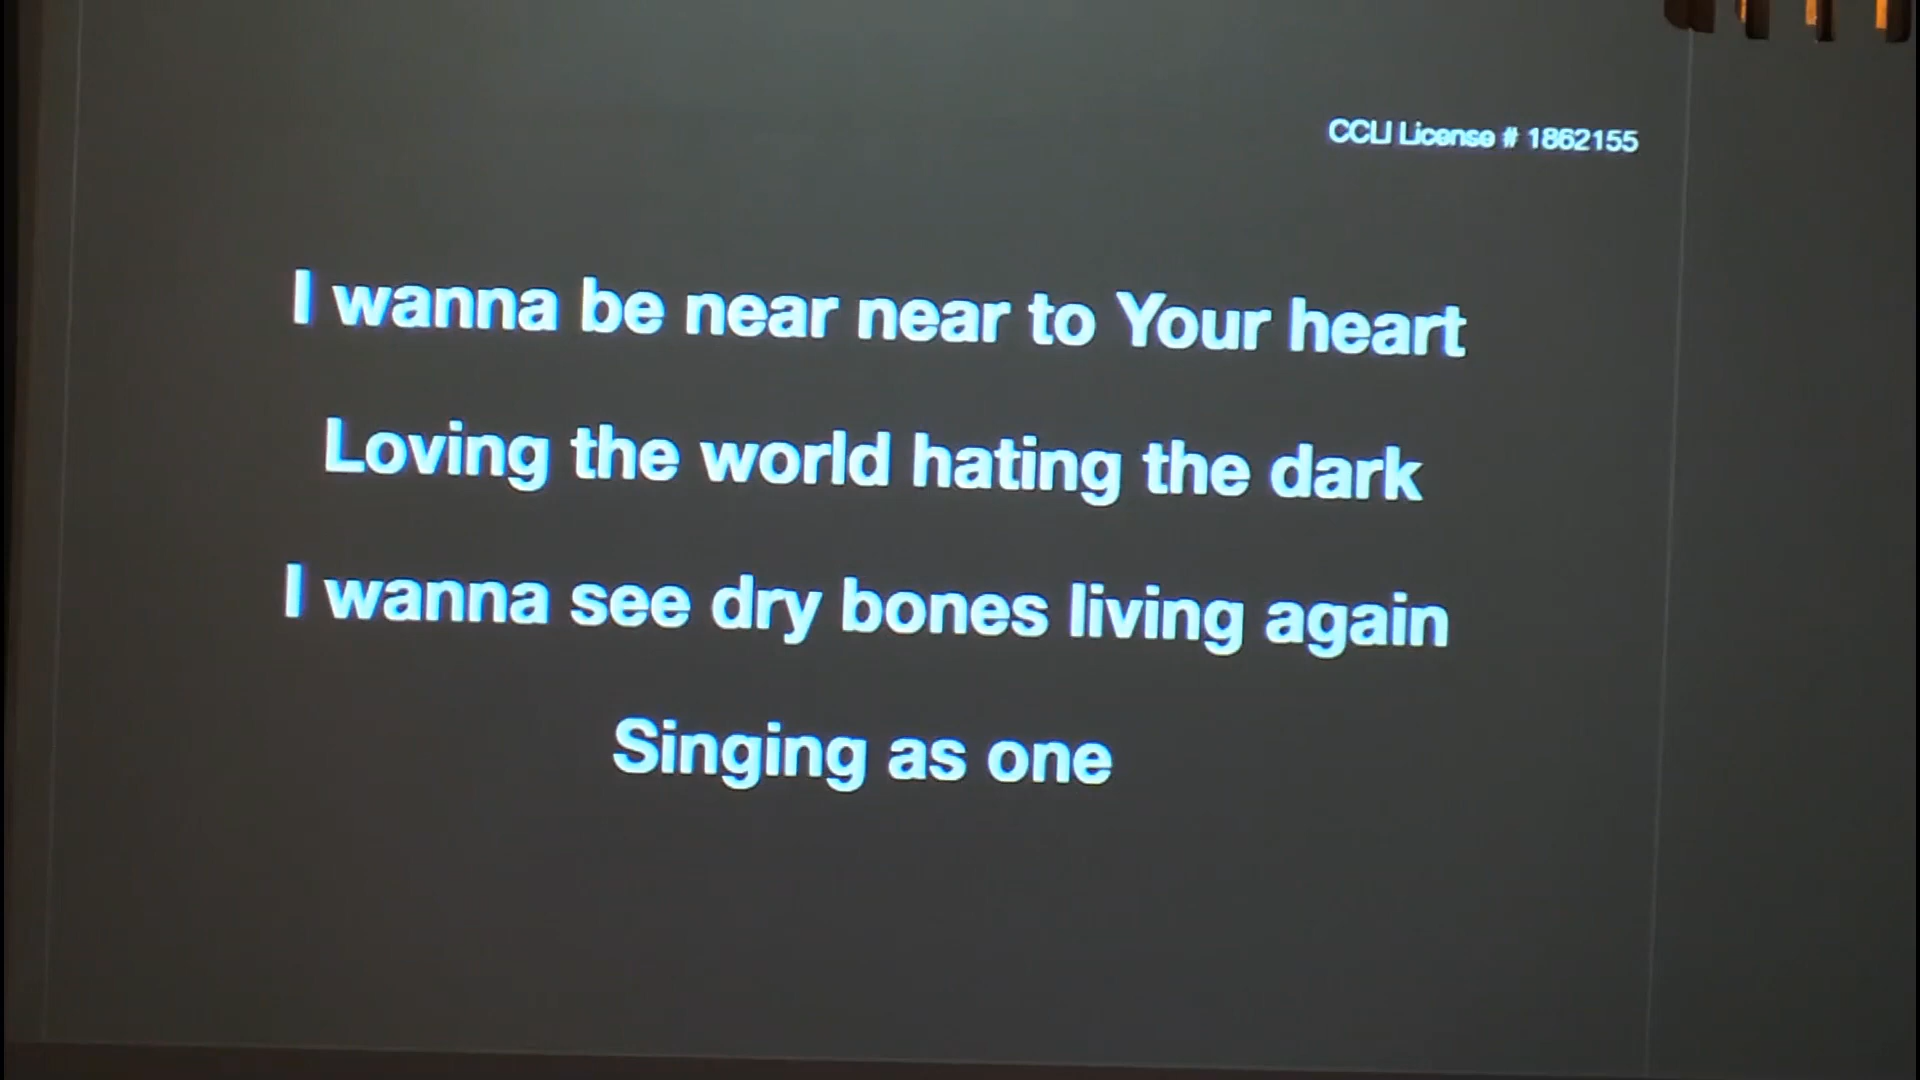 CCLI License # 1862155
I wanna be near near to Your heart
Loving the world hating the dark
I wanna see dry bones living again
Singing as one